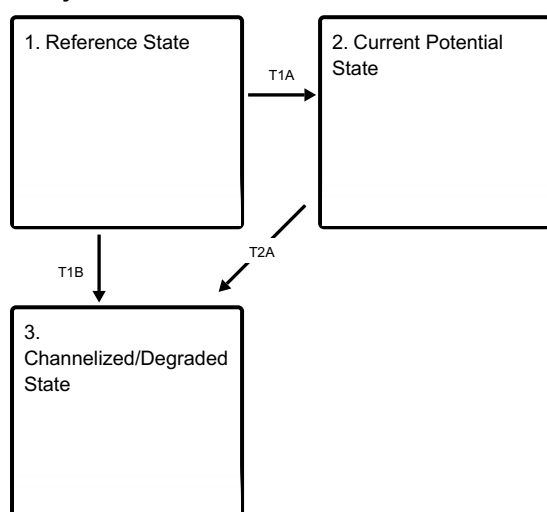 1. Reference State
2. Current Potential
State
T1A
T2A
T1B
3.
Channelized/Degraded
State